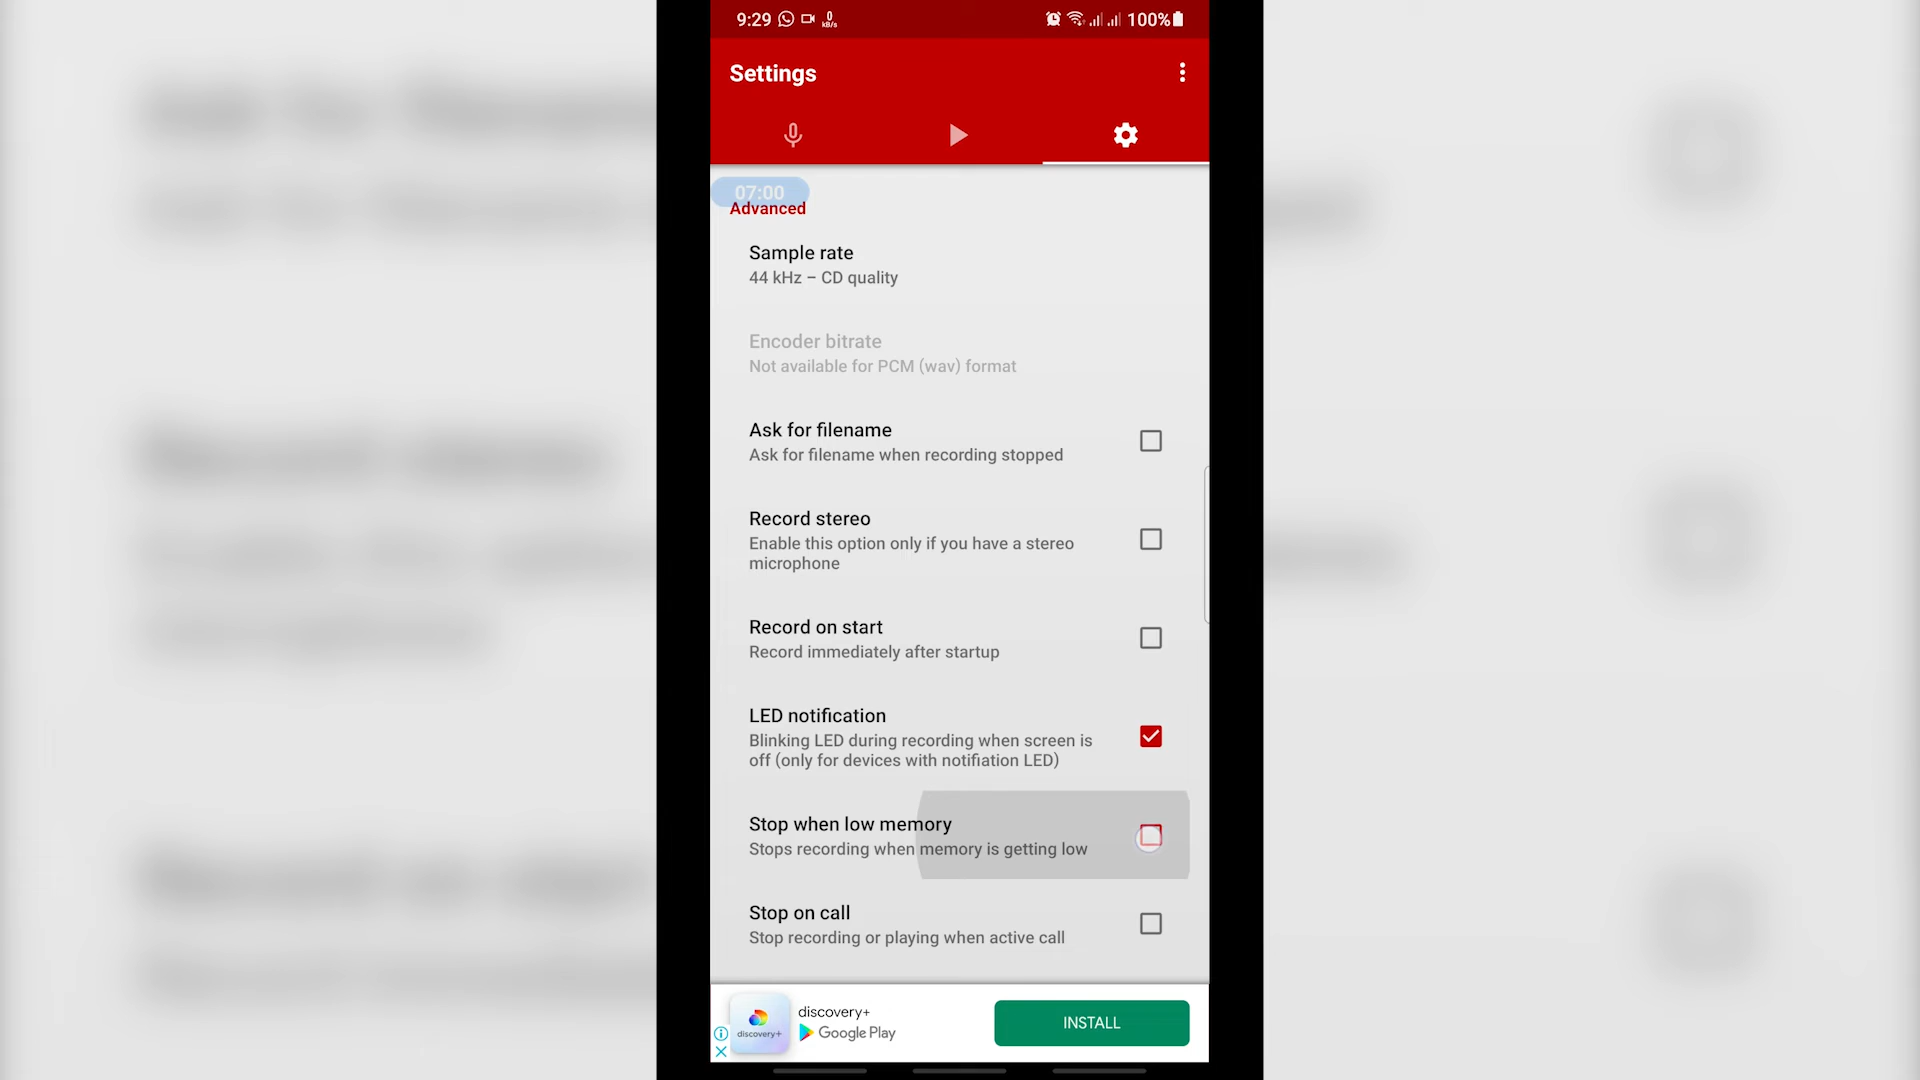 9:29
0
kB/s
100%
Settings
07:00
Advanced
Sample rate
44 kHz – CD quality
Encoder bitrate
Not available for PCM (wav) format
Ask for filename
Ask for filename when recording stopped
Record stereo
Enable this option only if you have a stereo
microphone
Record on start
Record immediately after startup
LED notification
Blinking LED during recording when screen is
off (only for devices with notifiation LED)
Stop when low memory
Stops recording when memory is getting low
Stop on call
Stop recording or playing when active call
discovery+
discovery+
Google Play
INSTALL